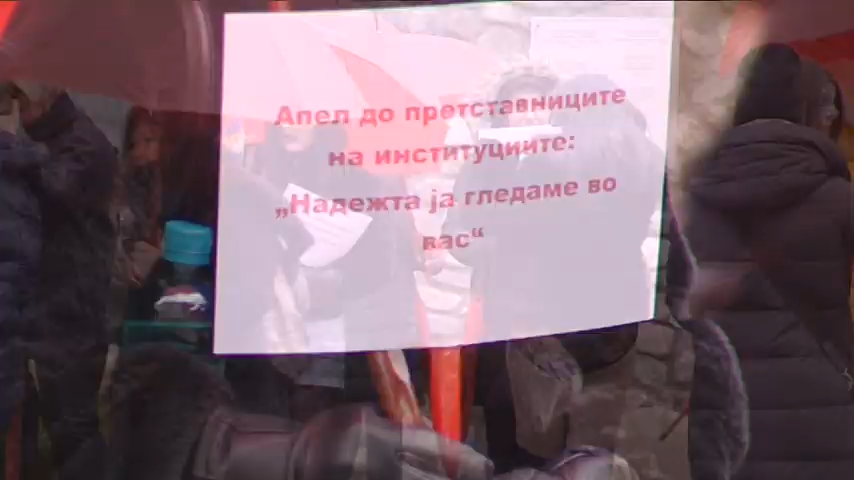 Апел до претставниците
на институциите:
„Надежта ја гледаме во
вас“